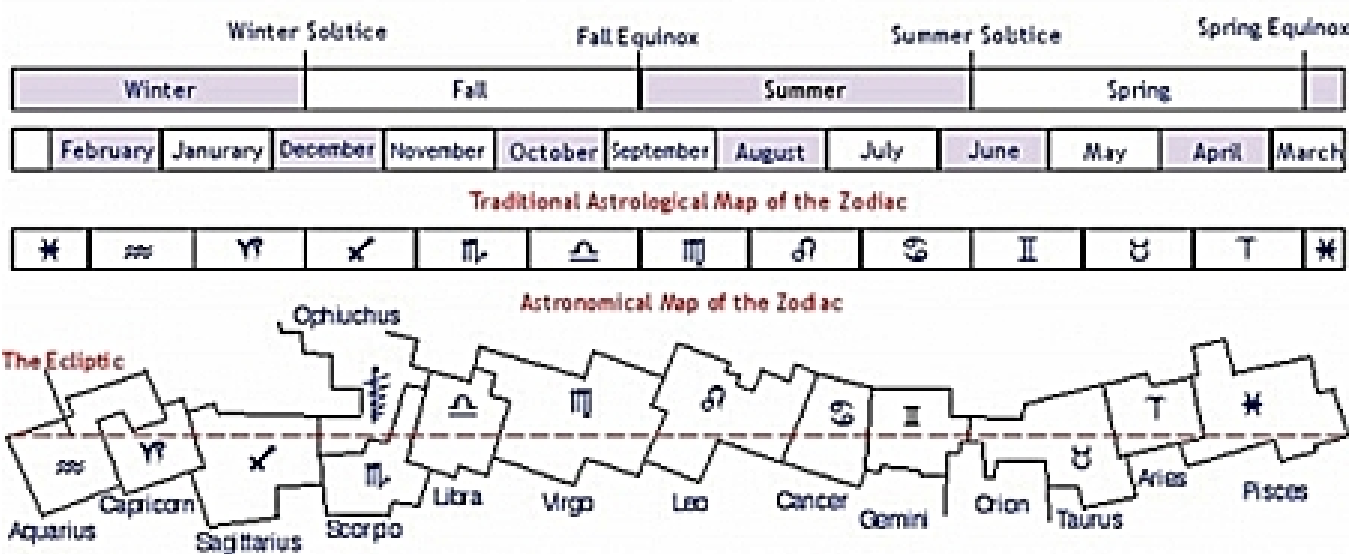 Winter Solstice Fall Equinox Summer Solstice Spring Equinox
Winter Fall Summer Spring
February Janurary December November October September August July June May April March
Traditional Astrological Map of the Zodiac
♓ ♒ ♑ ♐ ♏ ♎ ♍ ♌ ♋ ♊ ♉ ♈ ♓
Astronomical Map of the Zodiac
Ophiuchus
The Ecliptic
♎ ♍ ♌ ♋ ♊ ♈ ♓
♒ ♑ ♐ ♏ ♉
Aquarius Capricorn Sagittarius Scorpio Libra Virgo Leo Cancer Gemini Orion Taurus Aries Pisces